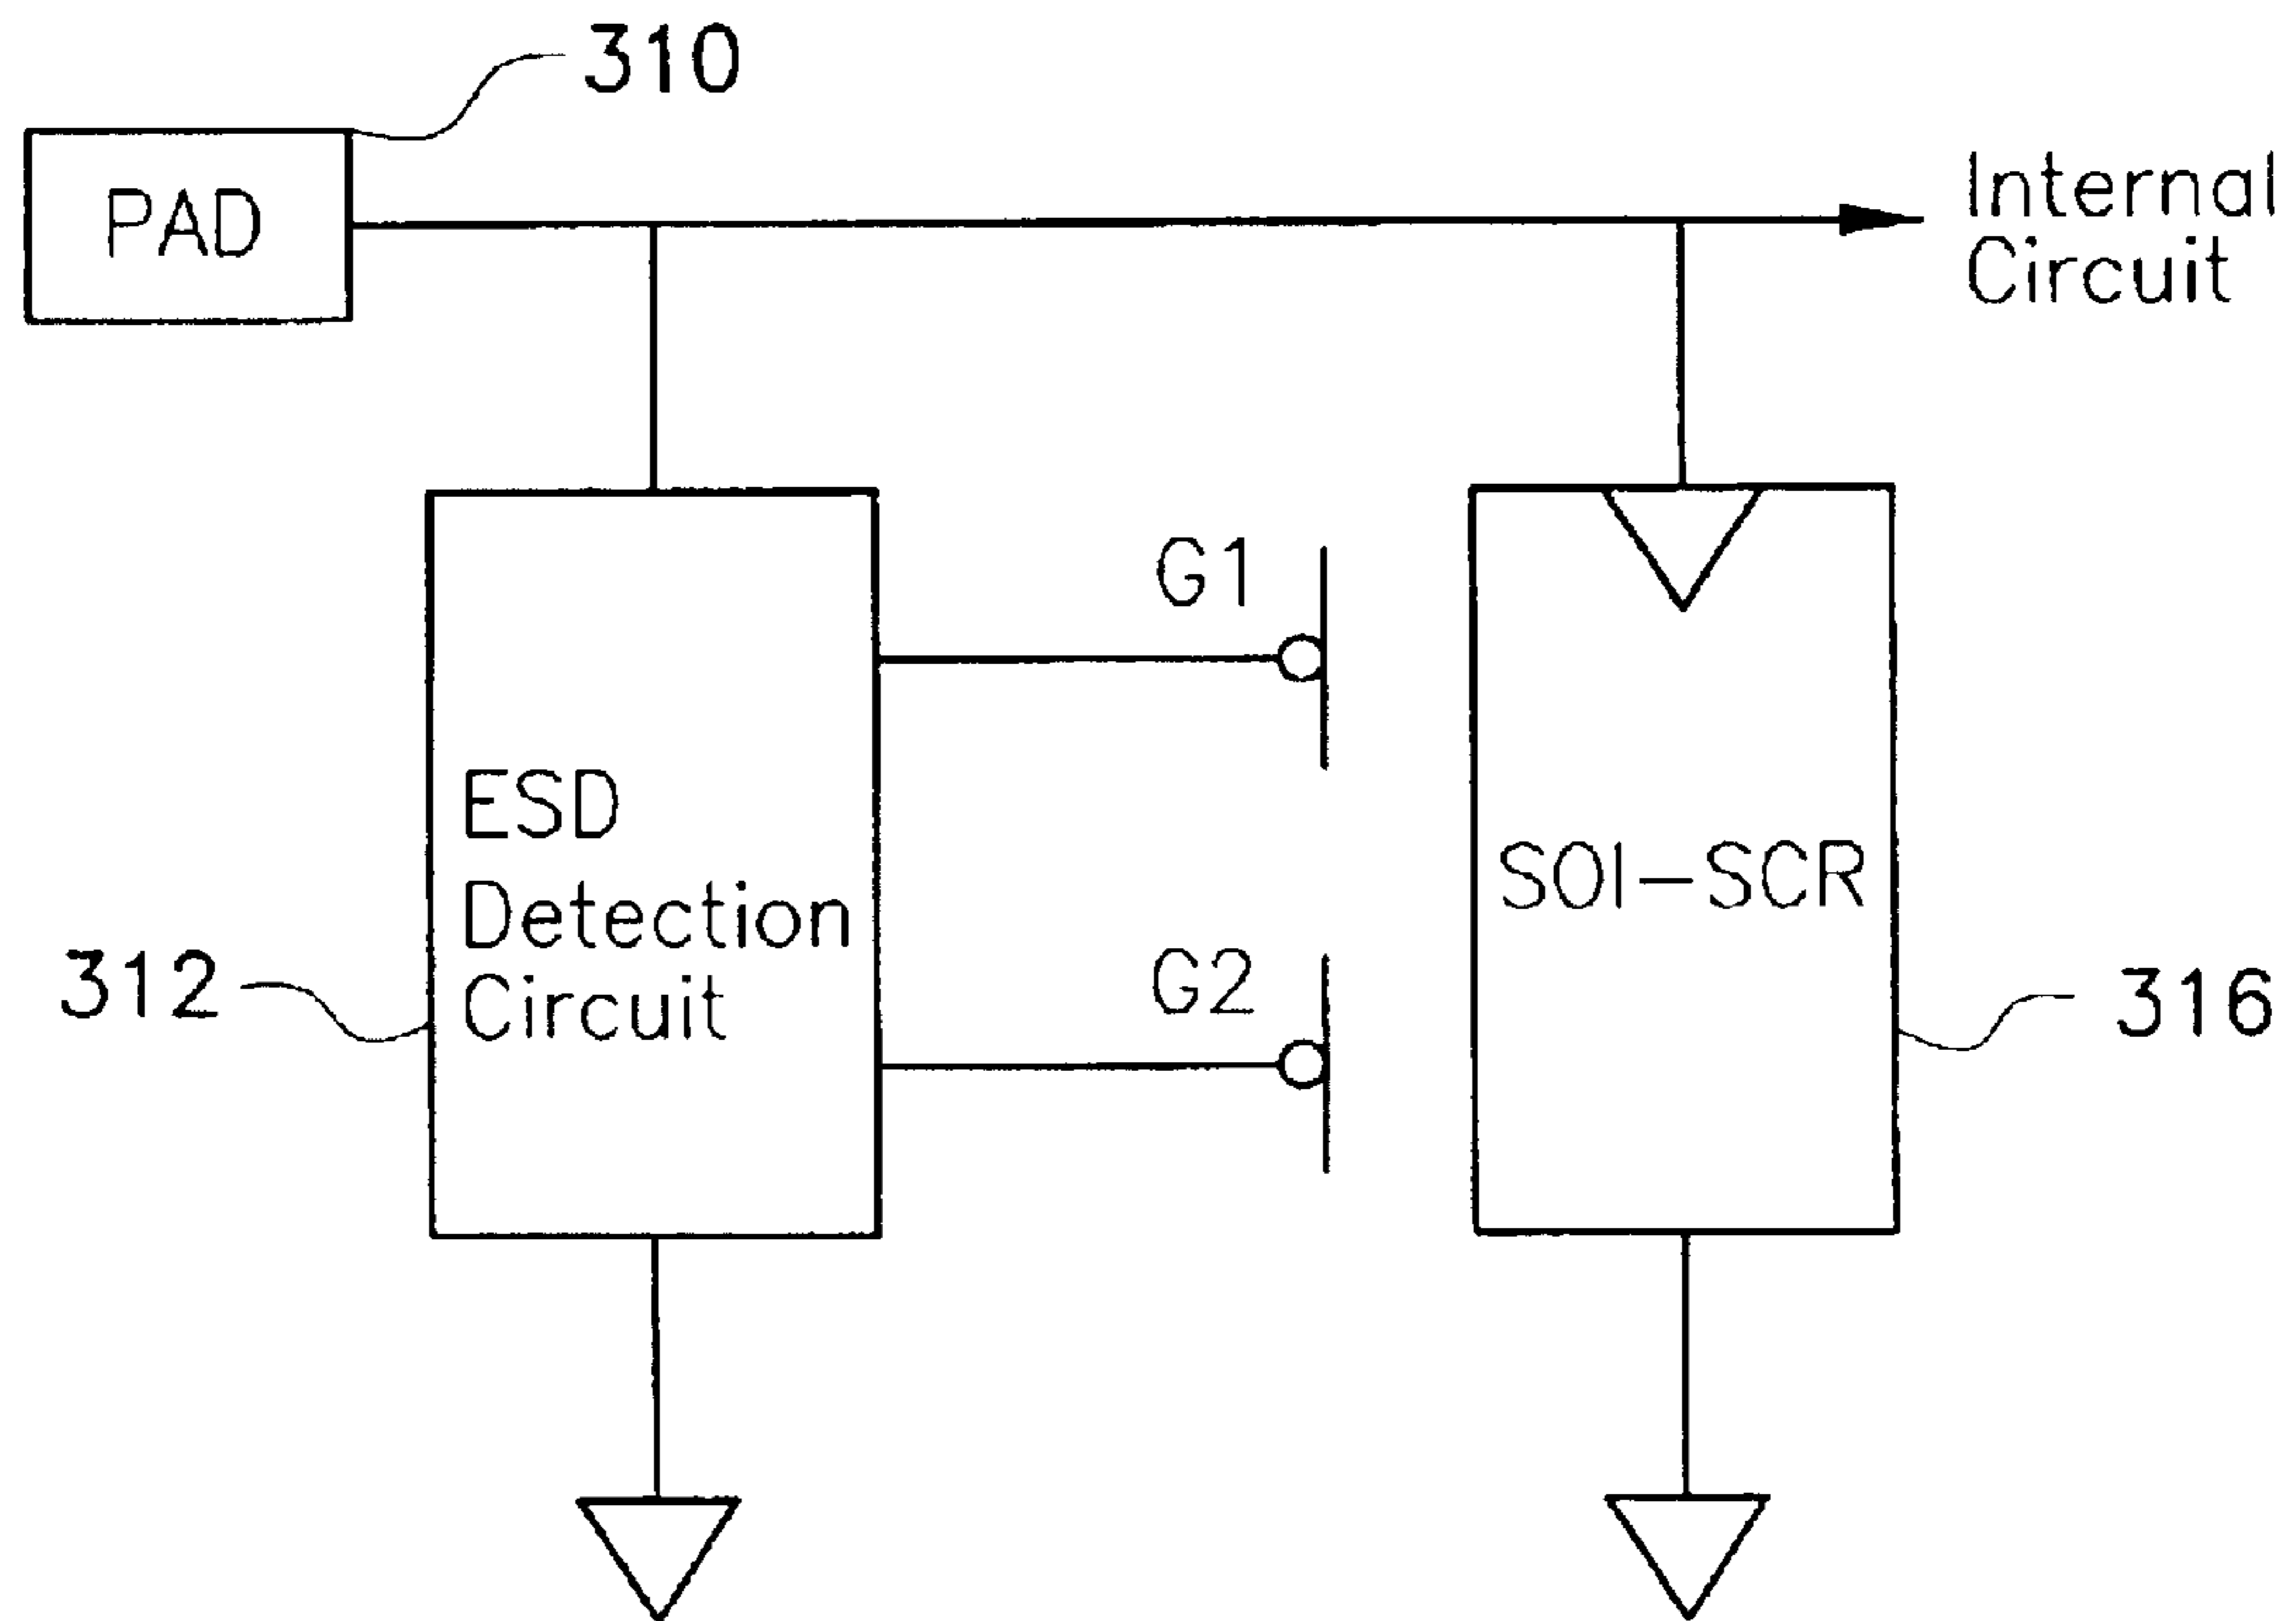 310
PAD
Internal
Circuit
G1
ESD
Detection
Circuit
SOI-SCR
312
G2
316